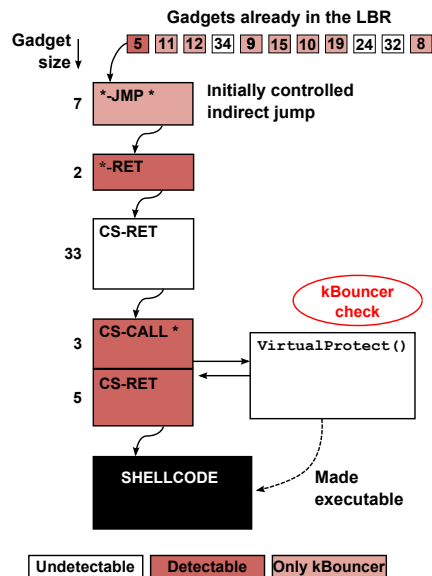 Gadgets already in the LBR
Gadget
size
5 11 12 34 9 15 10 19 24 32 8
7
*-JMP *
Initially controlled
indirect jump
2
*-RET
33
CS-RET
kBouncer
check
3
CS-CALL *
VirtualProtect()
5
CS-RET
SHELLCODE
Made
executable
Undetectable Detectable Only kBouncer